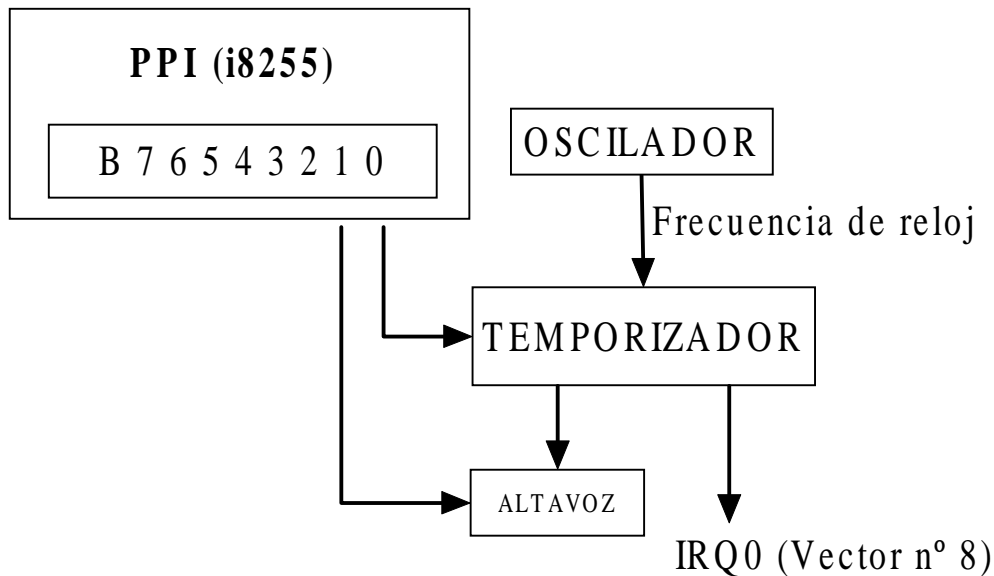 PPI (i8255)
B 7 6 5 4 3 2 1 0
OSCILADOR
Frecuencia de reloj
TEMPORIZADOR
ALTAVOZ
IRQ0 (Vector nº 8)